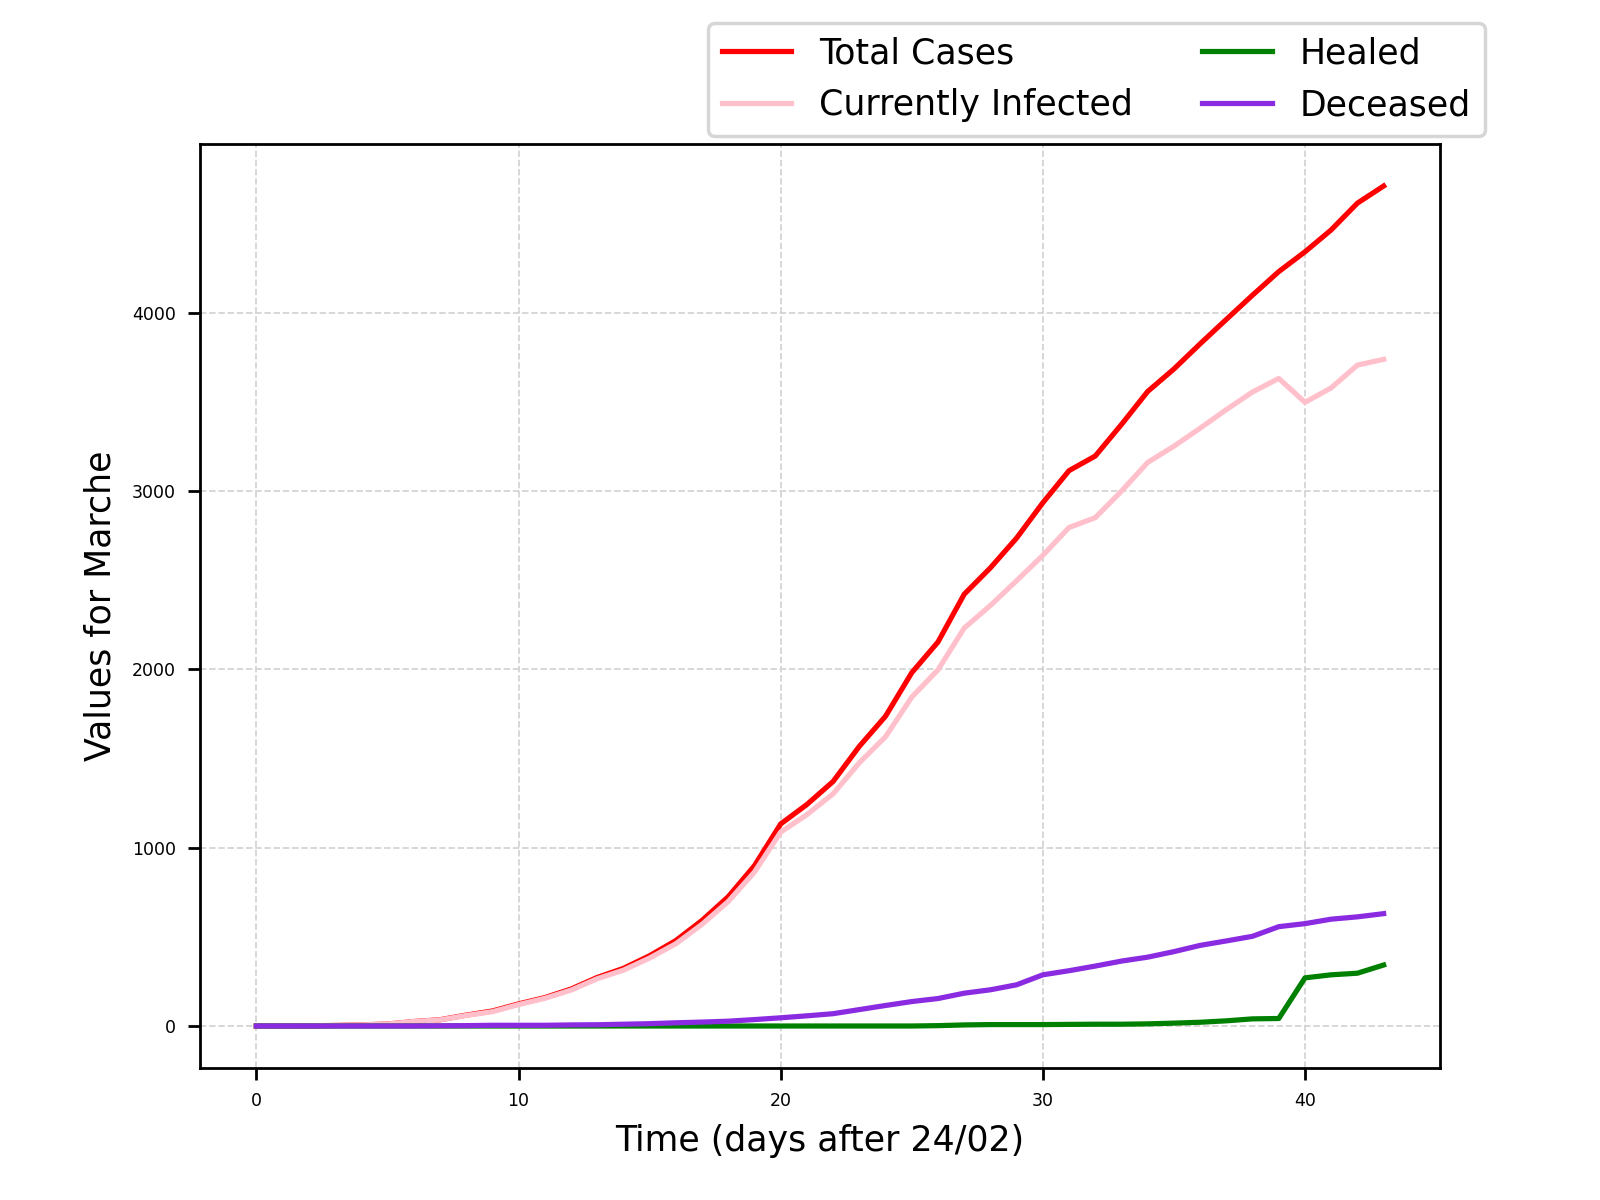 Total Cases
Currently Infected
Healed
Deceased
Values for Marche
4000
3000
2000
1000
0
0 10 20 30 40
Time (days after 24/02)